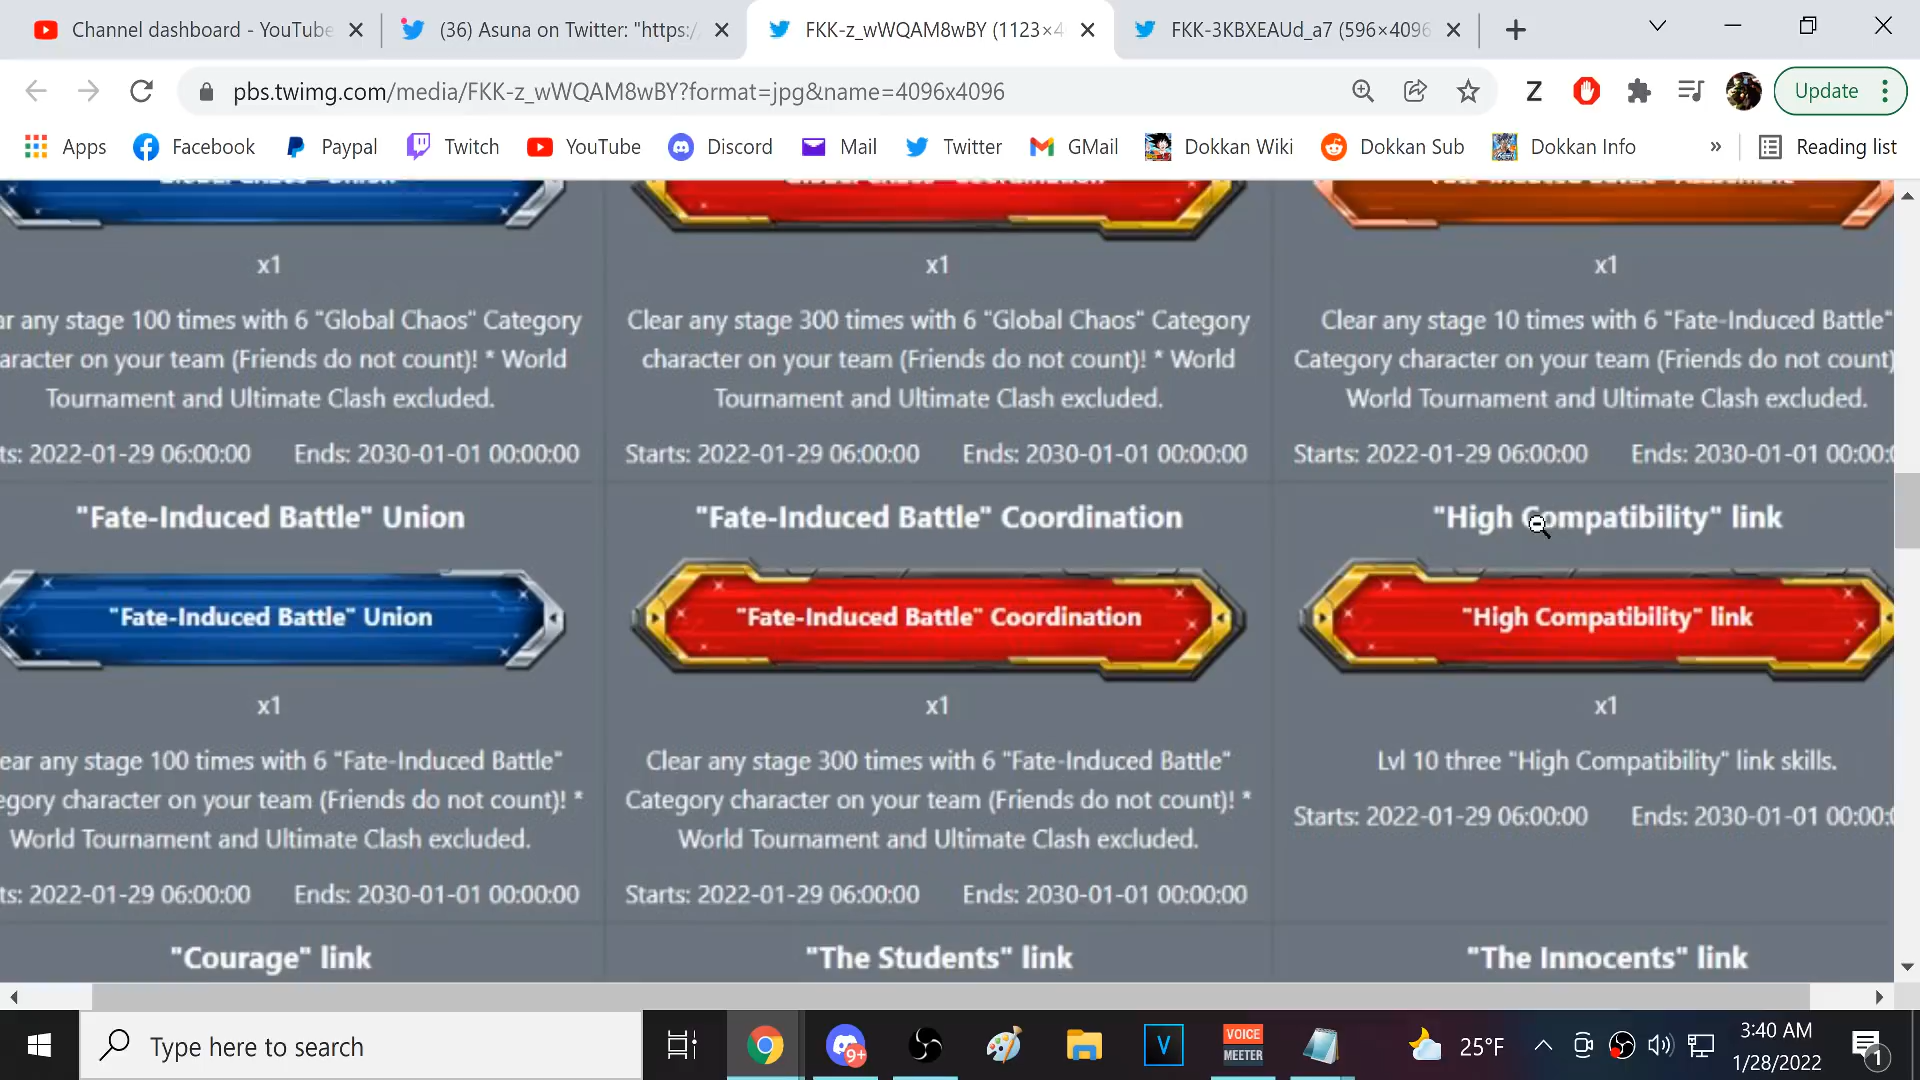 Channel dashboard - YouTube
(36) Asuna on Twitter: "https:/
FKK-z_wWQAM8wBY (1123×4
FKK-3KBXEAUd_a7 (596×4096
pbs.twimg.com/media/FKK-z_wWQAM8wBY?format=jpg&name=4096x4096
Z
Update
Apps
Facebook
Paypal
Twitch
YouTube
Discord
Mail
Twitter
GMail
Dokkan Wiki
Dokkan Sub
Dokkan Info
»
Reading list
x1
x1
x1
ar any stage 100 times with 6 "Global Chaos" Category
aracter on your team (Friends do not count)! * World
Tournament and Ultimate Clash excluded.
ts: 2022-01-29 06:00:00 Ends: 2030-01-01 00:00:00
Clear any stage 300 times with 6 "Global Chaos" Category
character on your team (Friends do not count)! * World
Tournament and Ultimate Clash excluded.
Starts: 2022-01-29 06:00:00 Ends: 2030-01-01 00:00:00
Clear any stage 10 times with 6 "Fate-Induced Battle"
Category character on your team (Friends do not count)
World Tournament and Ultimate Clash excluded.
Starts: 2022-01-29 06:00:00 Ends: 2030-01-01 00:00:
"Fate-Induced Battle" Union
"Fate-Induced Battle" Union
x1
ear any stage 100 times with 6 "Fate-Induced Battle"
egory character on your team (Friends do not count)! *
World Tournament and Ultimate Clash excluded.
ts: 2022-01-29 06:00:00 Ends: 2030-01-01 00:00:00
"Fate-Induced Battle" Coordination
"Fate-Induced Battle" Coordination
x1
Clear any stage 300 times with 6 "Fate-Induced Battle"
Category character on your team (Friends do not count)! *
World Tournament and Ultimate Clash excluded.
Starts: 2022-01-29 06:00:00 Ends: 2030-01-01 00:00:00
"High Compatibility" link
"High Compatibility" link
x1
Lvl 10 three "High Compatibility" link skills.
Starts: 2022-01-29 06:00:00 Ends: 2030-01-01 00:00:
"Courage" link
"The Students" link
"The Innocents" link
Type here to search
9+
V
VOICE
MEETER
25°F
3:40 AM
1/28/2022
1